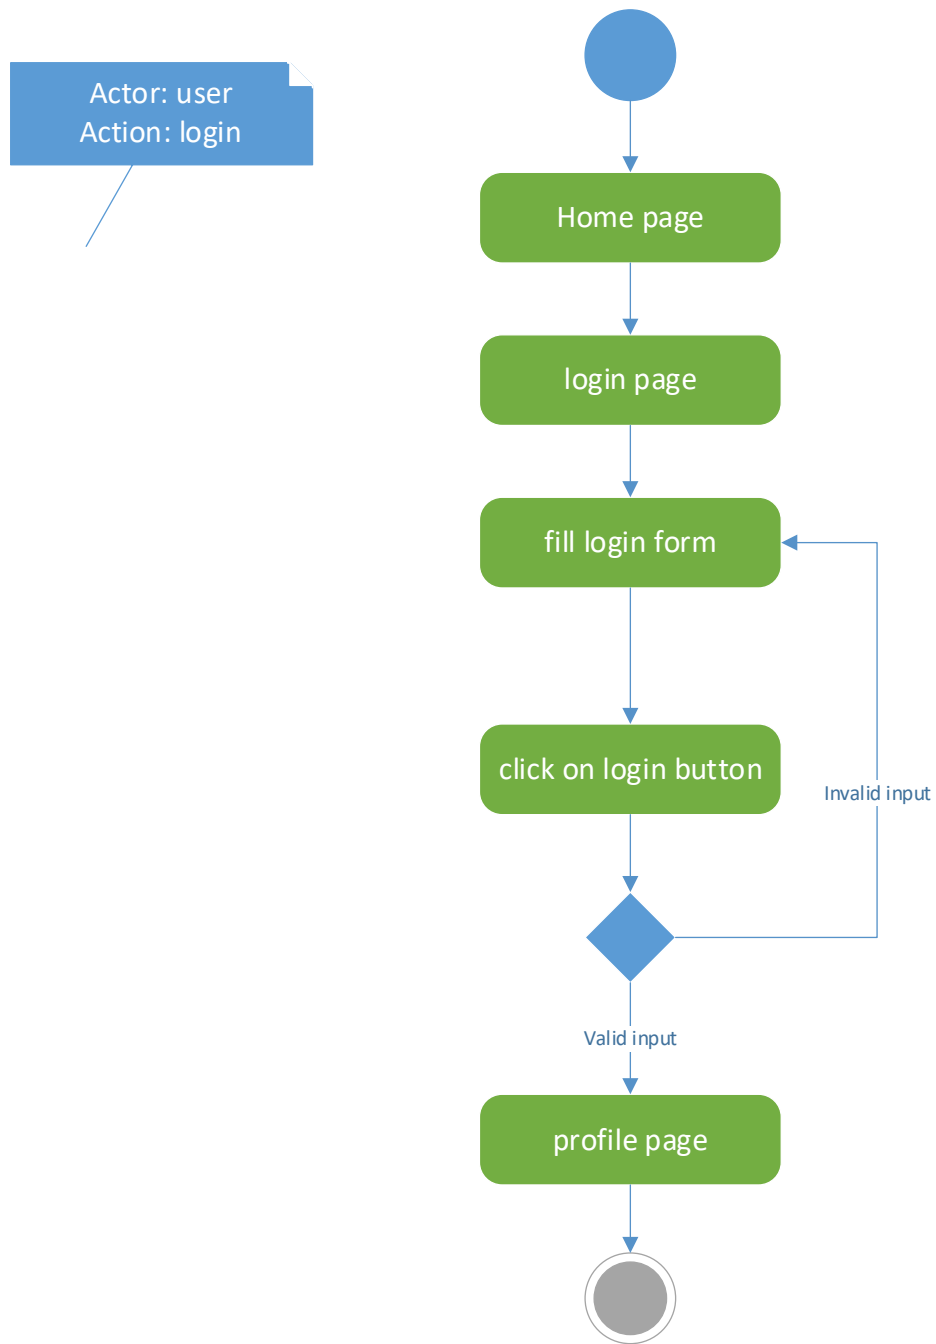 Actor: user
Action: login
Home page
login page
fill login form
click on login button
Invalid input
Valid input
profile page